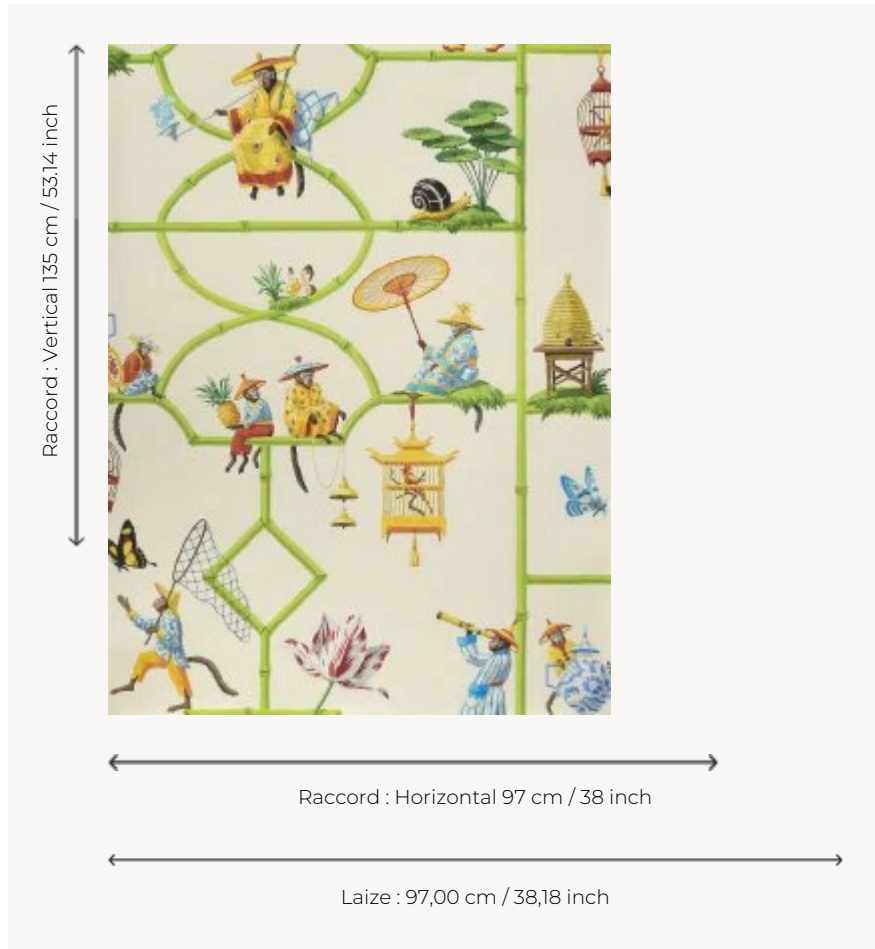 Raccord : Vertical 135 cm / 53.14 inch
Raccord : Horizontal 97 cm / 38 inch
Laize : 97,00 cm / 38,18 inch